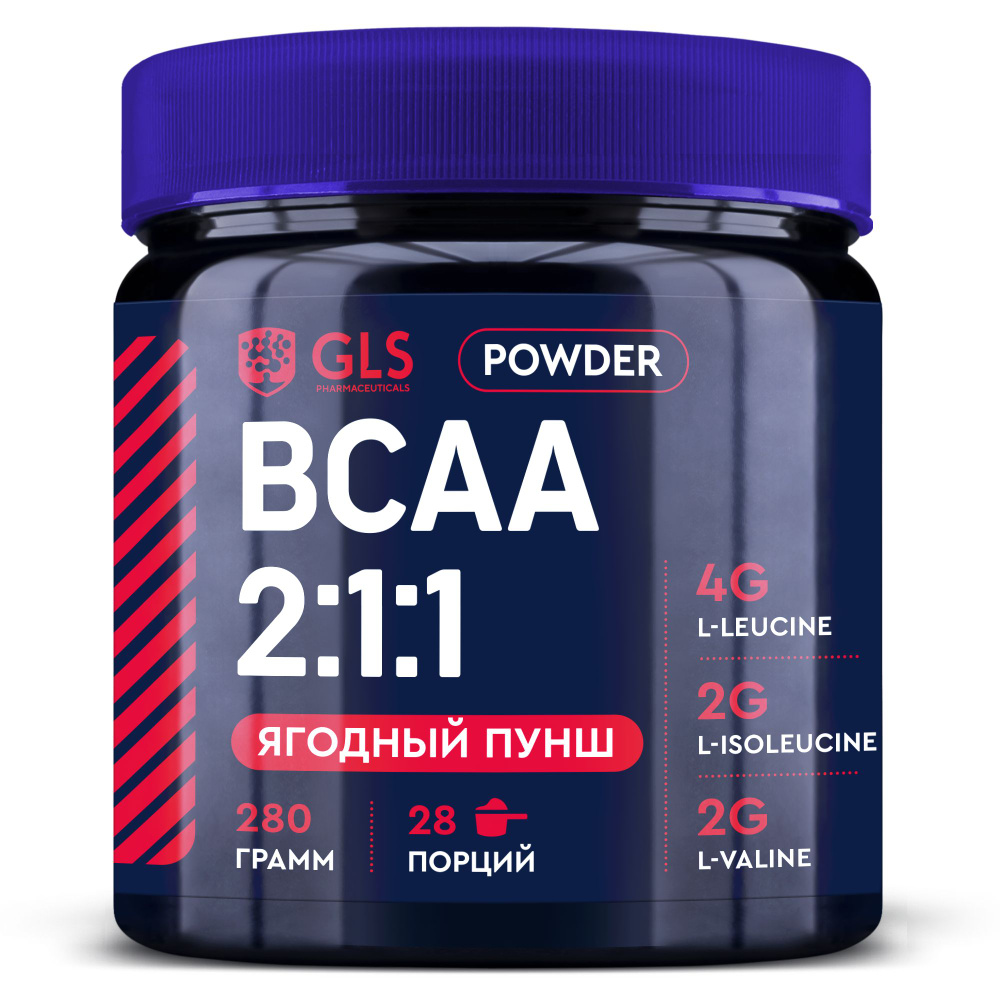 GLS
PHARMACEUTICALS
POWDER
BCAA
2:1:1
ЯГОДНЫЙ ПУНШ
280
ГРАММ
28
ПОРЦИЙ
4G
L-LEUCINE
2G
L-ISOLEUCINE
2G
L-VALINE